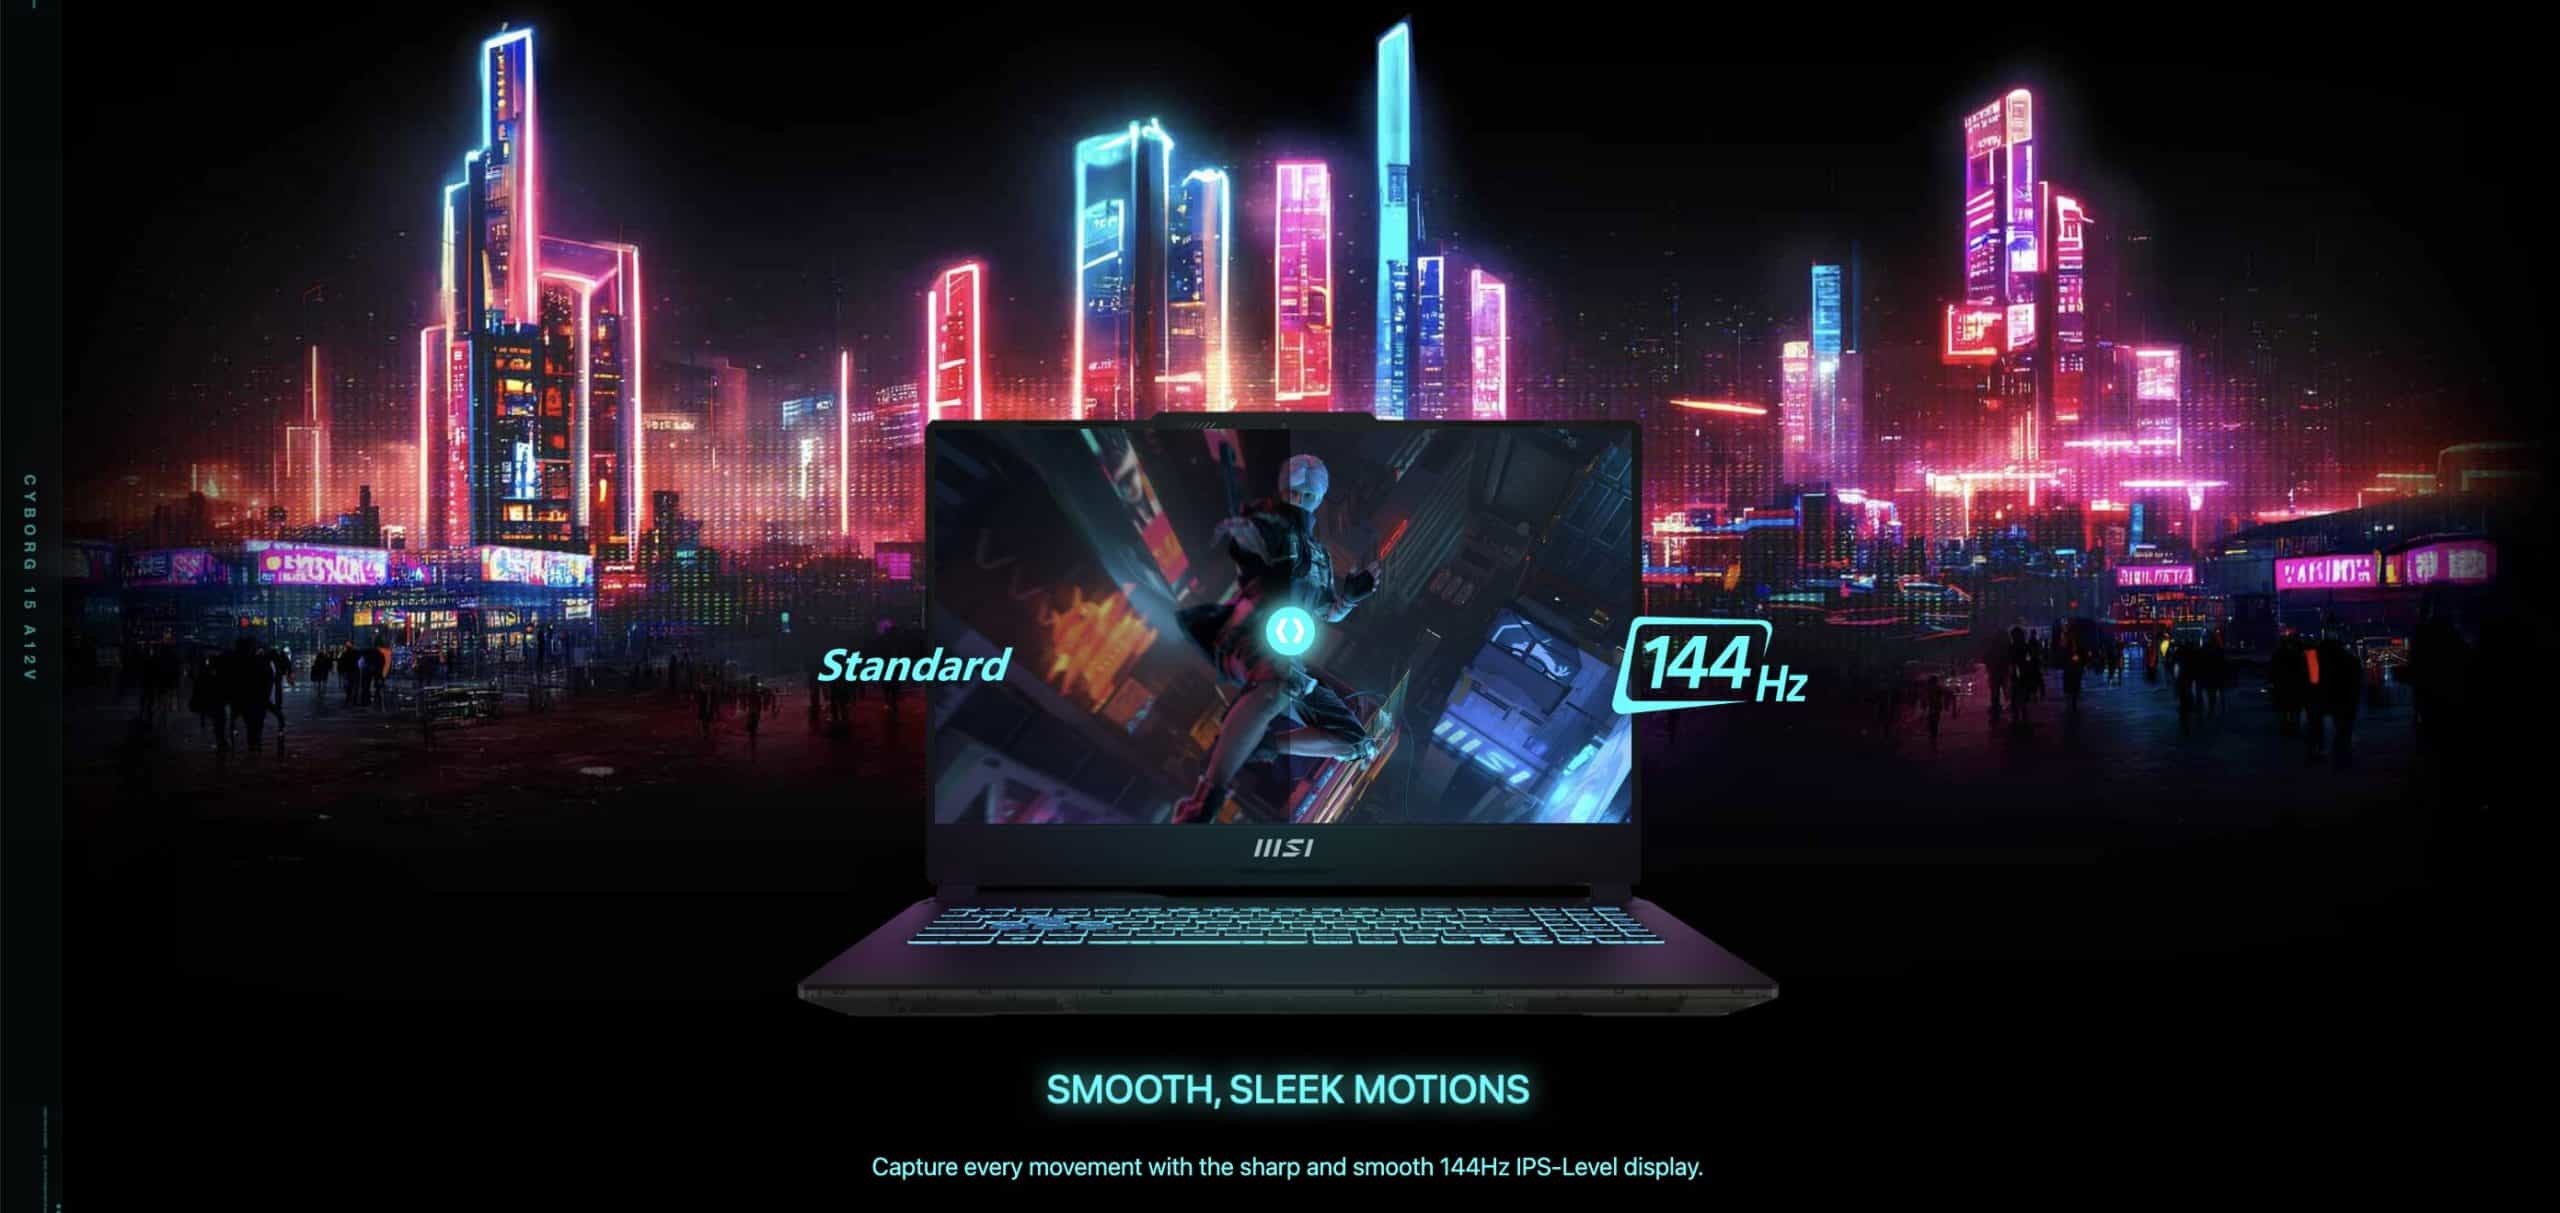 CYBORG 15 A12V
Standard
144Hz
msi
msi
SMOOTH, SLEEK MOTIONS
Capture every movement with the sharp and smooth 144Hz IPS-Level display.